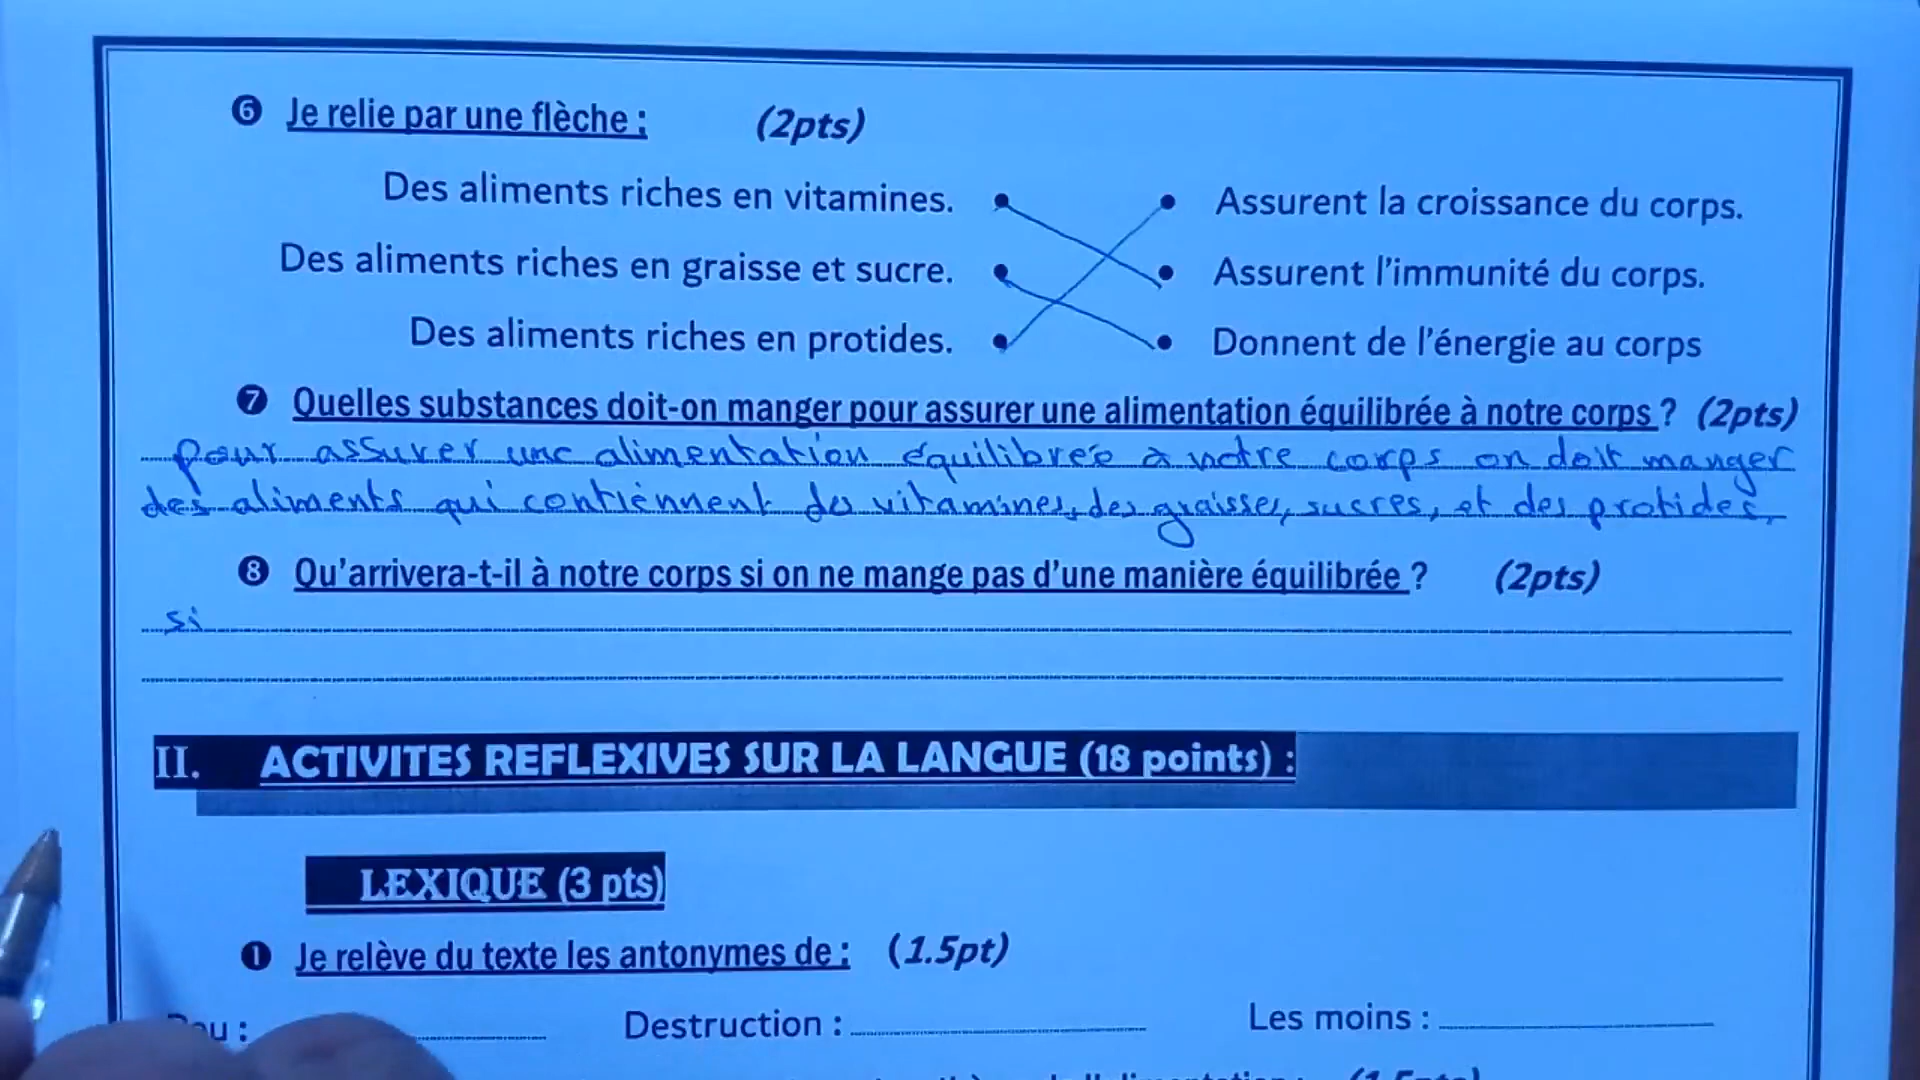 ❻ Je relie par une flèche : (2pts)
Des aliments riches en vitamines. Assurent la croissance du corps.
Des aliments riches en graisse et sucre. Assurent l'immunité du corps.
Des aliments riches en protides. Donnent de l'énergie au corps
❼ Quelles substances doit-on manger pour assurer une alimentation équilibrée à notre corps ? (2pts)
pour assurer une alimentation équilibrée à notre corps on doit manger
des aliments qui contiennent des vitamines, des graisses, sucres, et des protides,
❽ Qu'arrivera-t-il à notre corps si on ne mange pas d'une manière équilibrée ? (2pts)
si
II. ACTIVITES REFLEXIVES SUR LA LANGUE (18 points) :
LEXIQUE (3 pts)
❶ Je relève du texte les antonymes de : (1.5pt)
Destruction : Les moins :